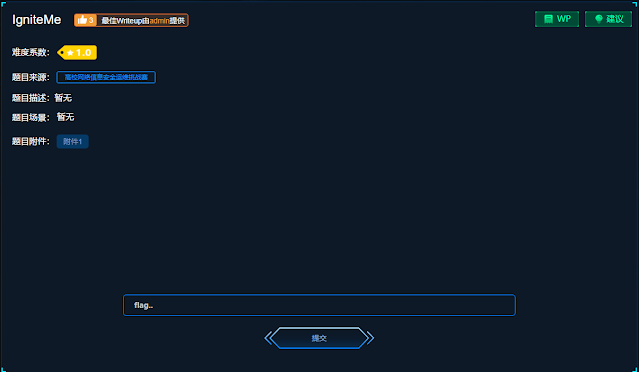 IgniteMe 3 最佳Writeup由admin提供 WP 建议
难度系数: 1.0
题目来源: 高校网络信息安全运维挑战赛
题目描述: 暂无
题目场景: 暂无
题目附件: 附件1
flag..
提交